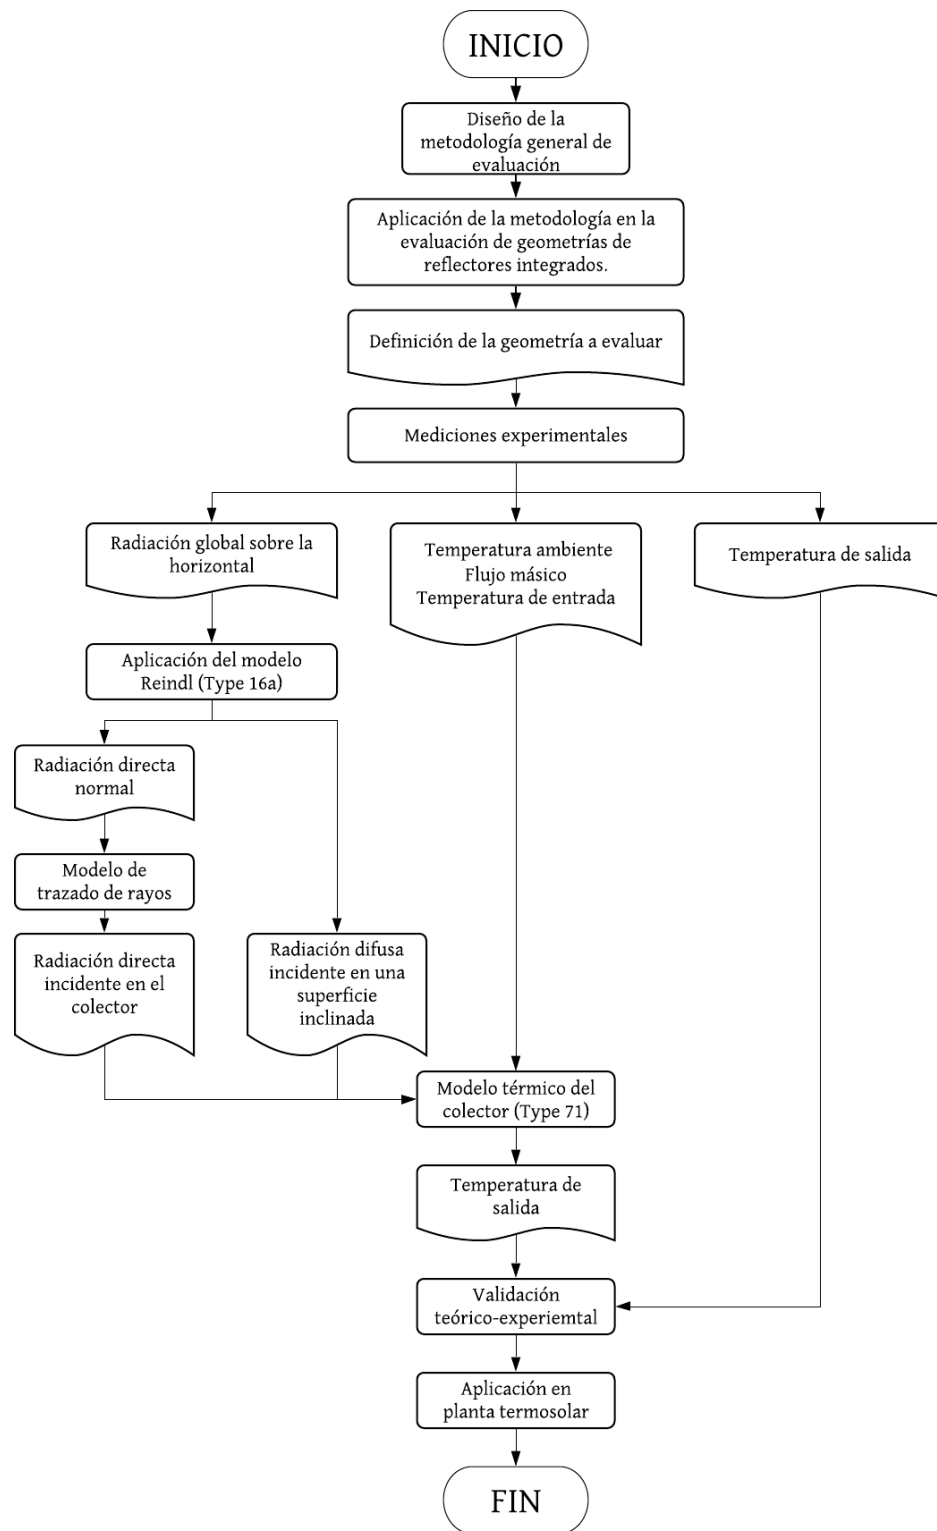 INICIO
Diseño de la
metodología general de
evaluación
Aplicación de la metodología en la
evaluación de geometrías de
reflectores integrados.
Definición de la geometría a evaluar
Mediciones experimentales
Radiación global sobre la
horizontal
Temperatura ambiente
Flujo másico
Temperatura de entrada
Temperatura de salida
Aplicación del modelo
Reindl (Type 16a)
Radiación directa
normal
Modelo de
trazado de rayos
Radiación directa
incidente en el
colector
Radiación difusa
incidente en una
superficie
inclinada
Modelo térmico del
colector (Type 71)
Temperatura de
salida
Validación
teórico-experiemtal
Aplicación en
planta termosolar
FIN